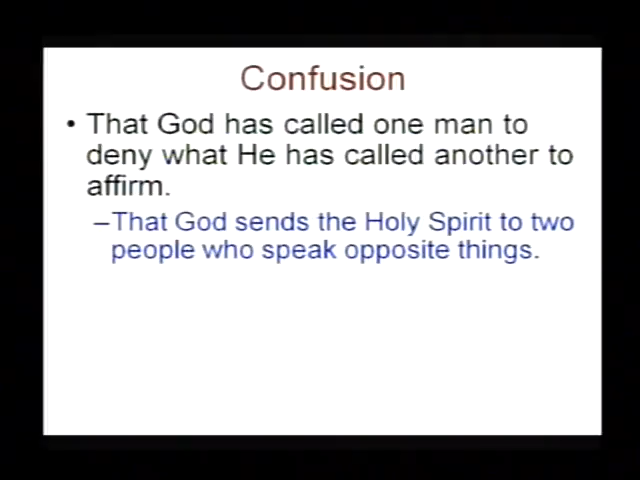 Confusion
• That God has called one man to
deny what He has called another to
affirm.
–That God sends the Holy Spirit to two
people who speak opposite things.